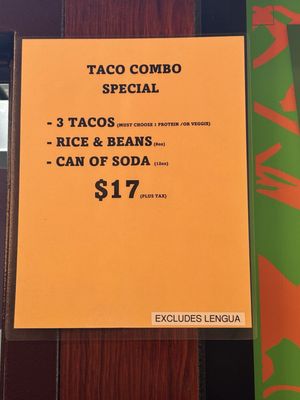 TACO COMBO
SPECIAL
- 3 TACOS (MUST CHOOSE 1 PROTEIN /OR VEGGIE)
- RICE & BEANS (8oz)
- CAN OF SODA (12oz)
$17 (PLUS TAX)
EXCLUDES LENGUA